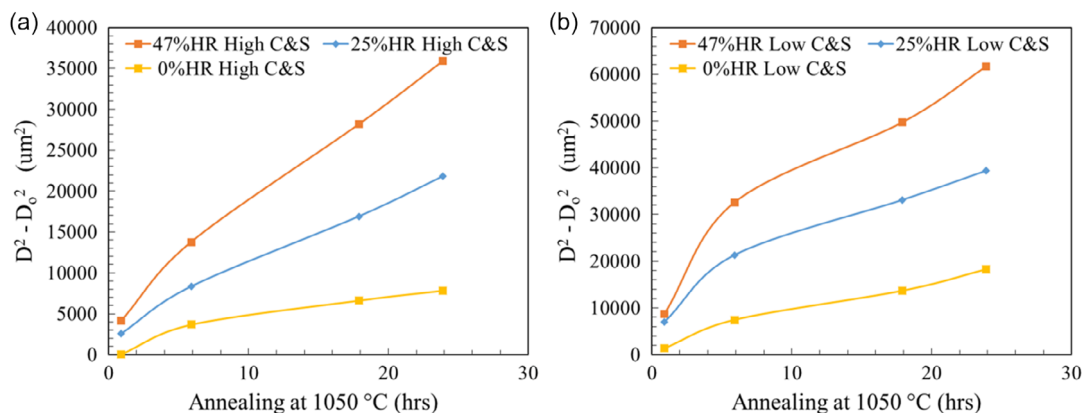 (a)
47%HR High C&S 25%HR High C&S
0%HR High C&S
40000
35000
30000
25000
20000
15000
10000
5000
0
D² - Dₒ² (um²)
0 10 20 30
Annealing at 1050 °C (hrs)
(b)
47%HR Low C&S 25%HR Low C&S
0%HR Low C&S
70000
60000
50000
40000
30000
20000
10000
0
D² - Dₒ² (um²)
0 10 20 30
Annealing at 1050 °C (hrs)